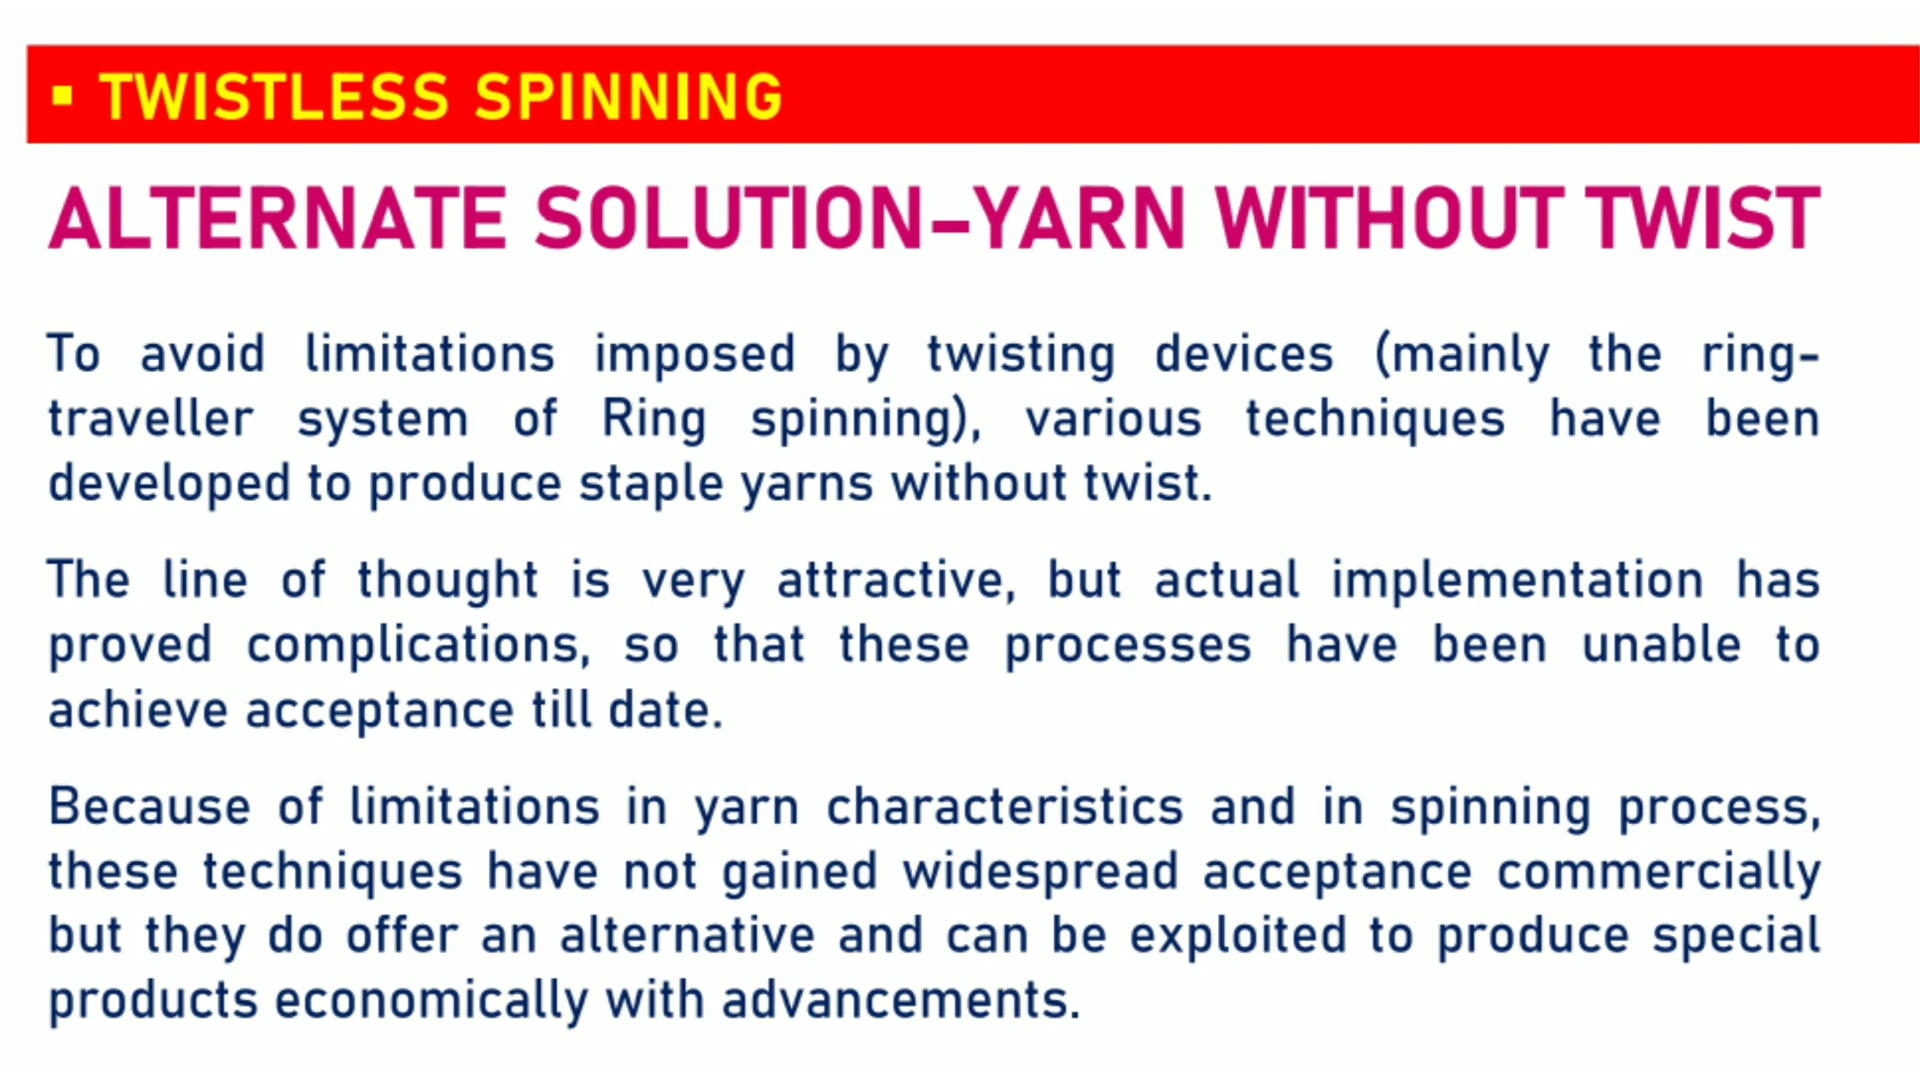 ▪ TWISTLESS SPINNING
ALTERNATE SOLUTION-YARN WITHOUT TWIST
To avoid limitations imposed by twisting devices (mainly the ring-
traveller system of Ring spinning), various techniques have been
developed to produce staple yarns without twist.
The line of thought is very attractive, but actual implementation has
proved complications, so that these processes have been unable to
achieve acceptance till date.
Because of limitations in yarn characteristics and in spinning process,
these techniques have not gained widespread acceptance commercially
but they do offer an alternative and can be exploited to produce special
products economically with advancements.